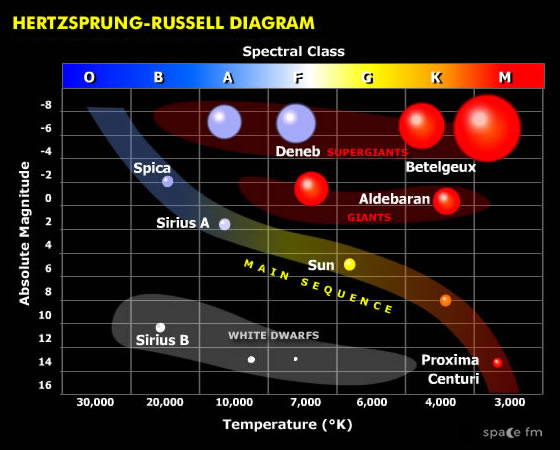 HERTZSPRUNG-RUSSELL DIAGRAM
Spectral Class
O B A F G K M
Absolute Magnitude
-8
-6
-4
-2
0
2
4
6
8
10
12
14
16
Deneb
SUPERGIANTS
Betelgeux
Spica
Aldebaran
GIANTS
Sirius A
Sun
MAIN SEQUENCE
Sirius B
WHITE DWARFS
Proxima
Centuri
30,000 20,000 10,000 7,000 6,000 4,000 3,000
Temperature (°K)
space fm